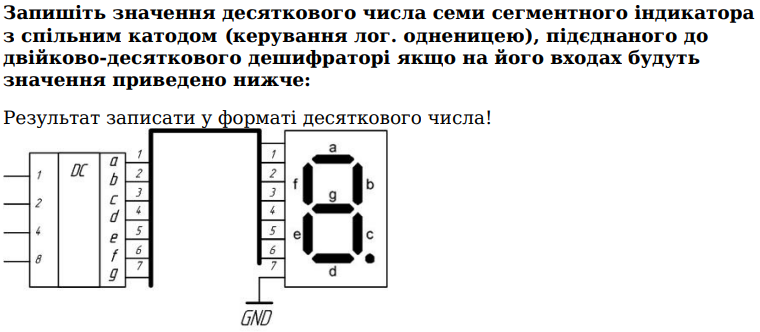 Запишіть значення десяткового числа семи сегментного індикатора
з спільним катодом (керування лог. одненицею), підєднаного до
двійково-десяткового дешифраторі якщо на його входах будуть
значення приведено нижче:
Результат записати у форматі десяткового числа!
1
2
4
8
DC
a
b
c
d
e
f
g
1
2
3
4
5
6
7
1
2
3
4
5
6
7
a
f
b
g
e
c
d
GND